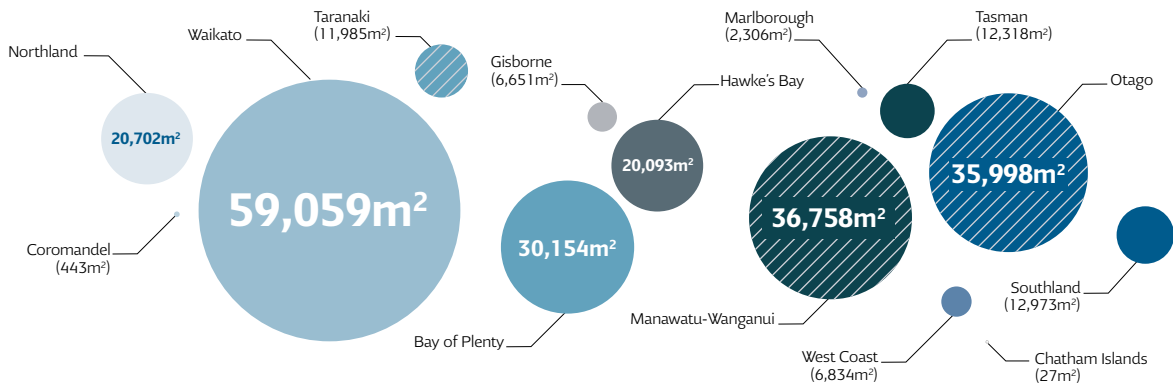 Northland
20,702m²
Waikato
59,059m²
Coromandel
(443m²)
Taranaki
(11,985m²)
Gisborne
(6,651m²)
Hawke's Bay
20,093m²
30,154m²
Bay of Plenty
Marlborough
(2,306m²)
Tasman
(12,318m²)
Otago
35,998m²
36,758m²
Manawatu-Wanganui
Southland
(12,973m²)
West Coast
(6,834m²)
Chatham Islands
(27m²)